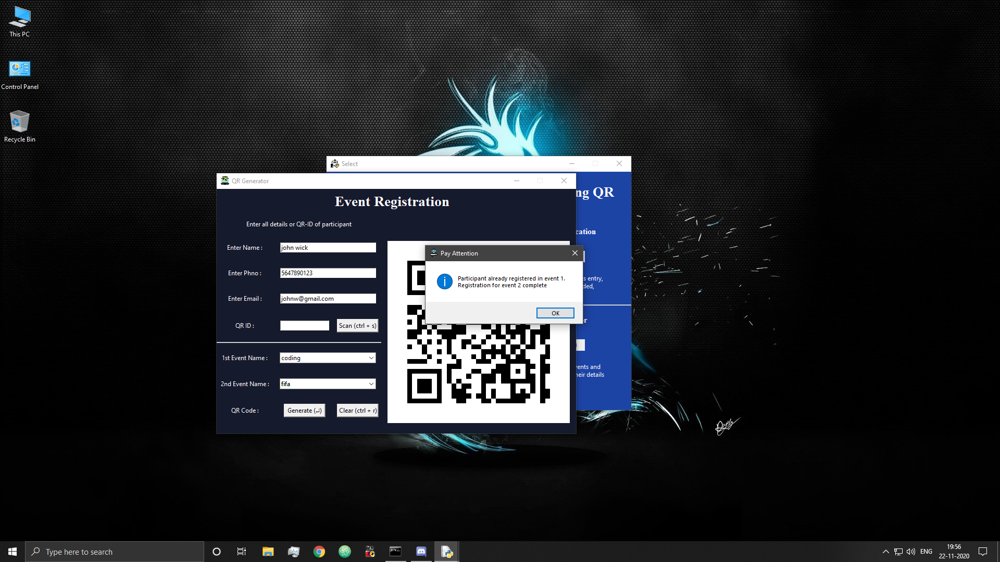 This PC
Control Panel
Recycle Bin
Select
ng QR
cation
s entry,
ded,
or
vents and
heir details
QR Generator
Event Registration
Enter all details or QR-ID of participant
Enter Name :
john wick
Enter Phno :
5647890123
Enter Email :
johnw@gmail.com
QR ID :
Scan (ctrl + s)
1st Event Name :
coding
2nd Event Name :
fifa
QR Code :
Generate (↵)
Clear (ctrl + r)
Pay Attention
Participant already registered in event 1.
Registration for event 2 complete
OK
Type here to search
ENG
19:56
22-11-2020